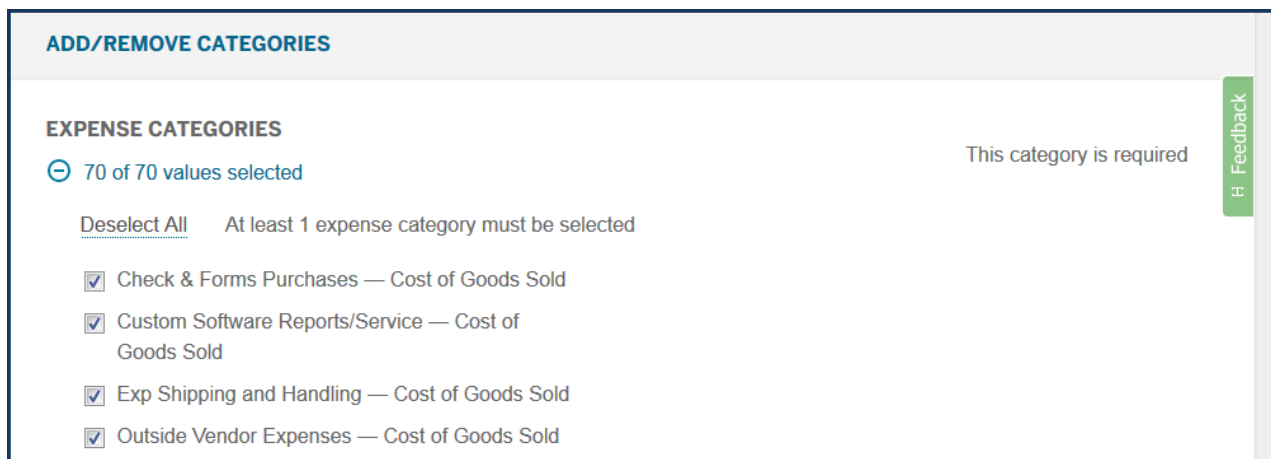 ADD/REMOVE CATEGORIES
EXPENSE CATEGORIES
This category is required
70 of 70 values selected
Deselect All At least 1 expense category must be selected
Check & Forms Purchases — Cost of Goods Sold
Custom Software Reports/Service — Cost of
Goods Sold
Exp Shipping and Handling — Cost of Goods Sold
Outside Vendor Expenses — Cost of Goods Sold
H Feedback